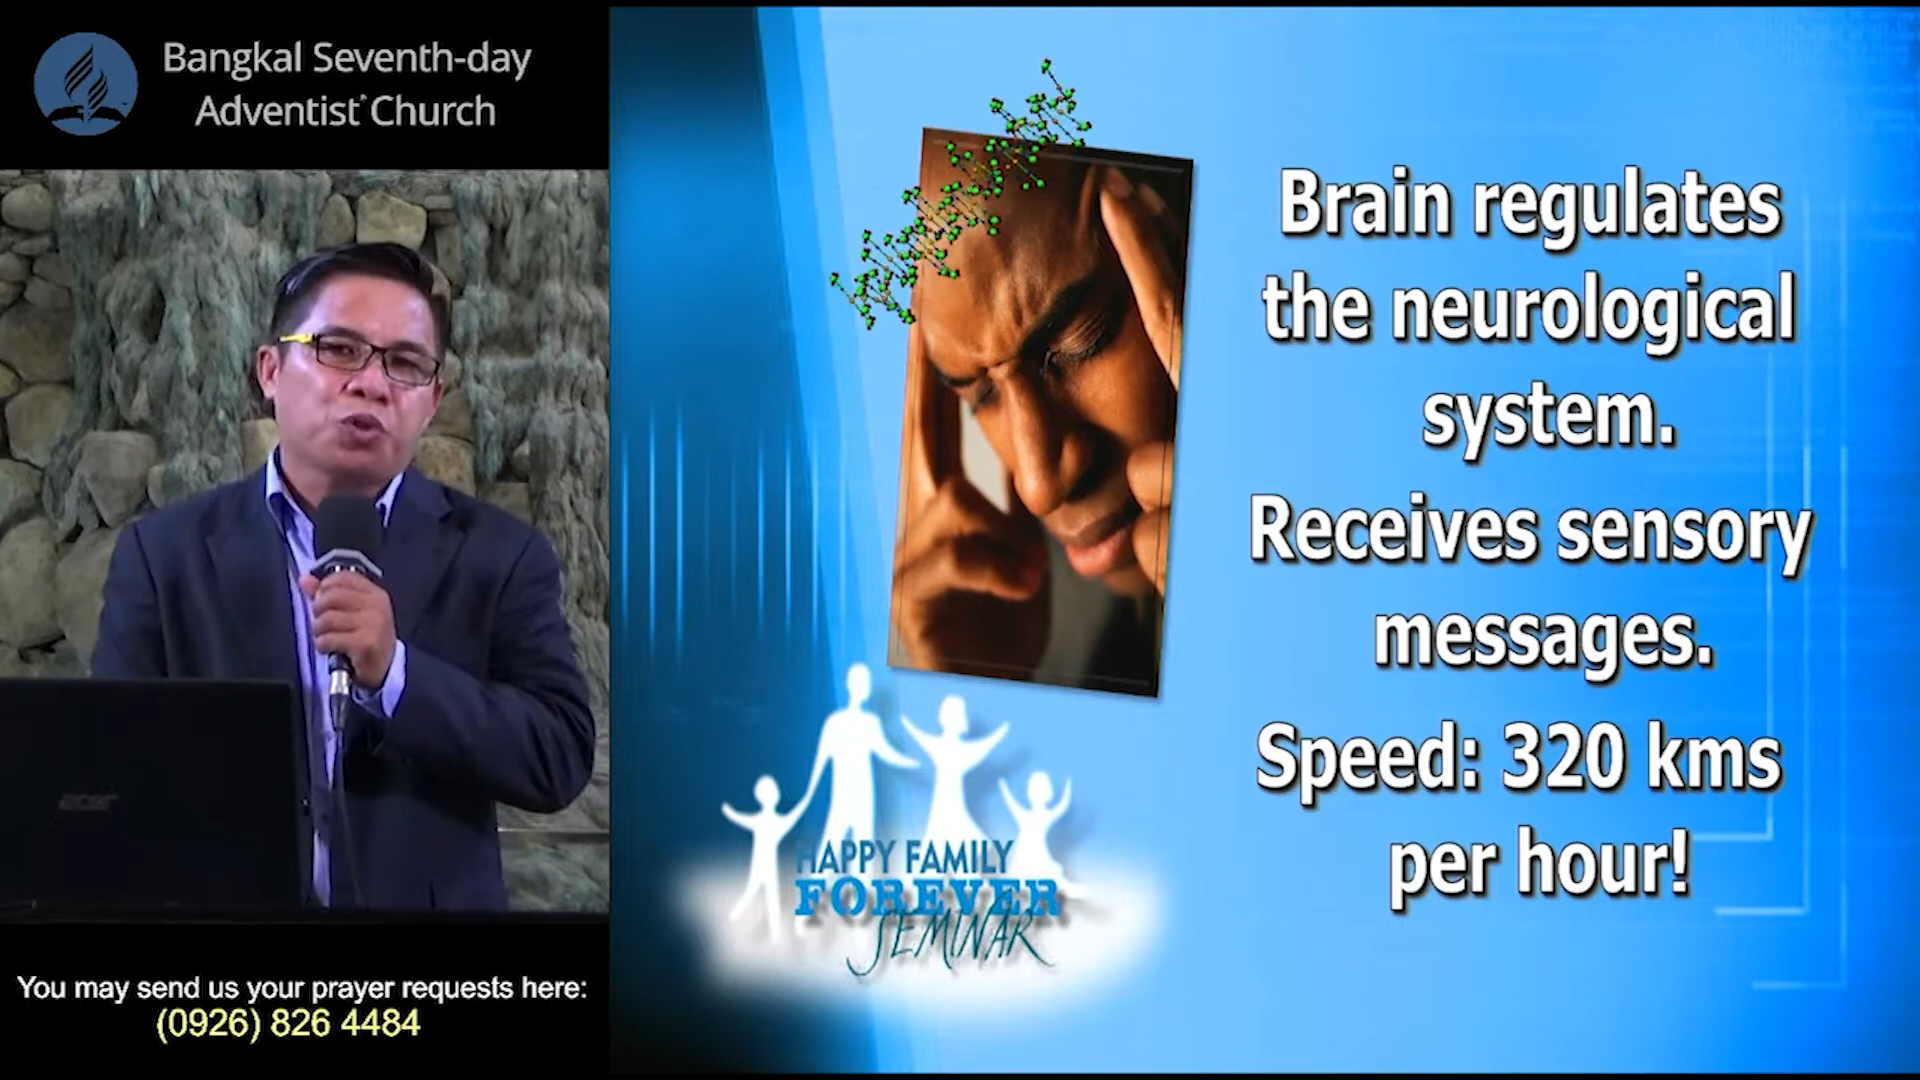 Bangkal Seventh-day
Adventist Church
Brain regulates
the neurological
system.
Receives sensory
messages.
Speed: 320 kms
per hour!
HAPPY FAMILY
FOREVER
SEMINAR
acer
You may send us your prayer requests here:
(0926) 826 4484